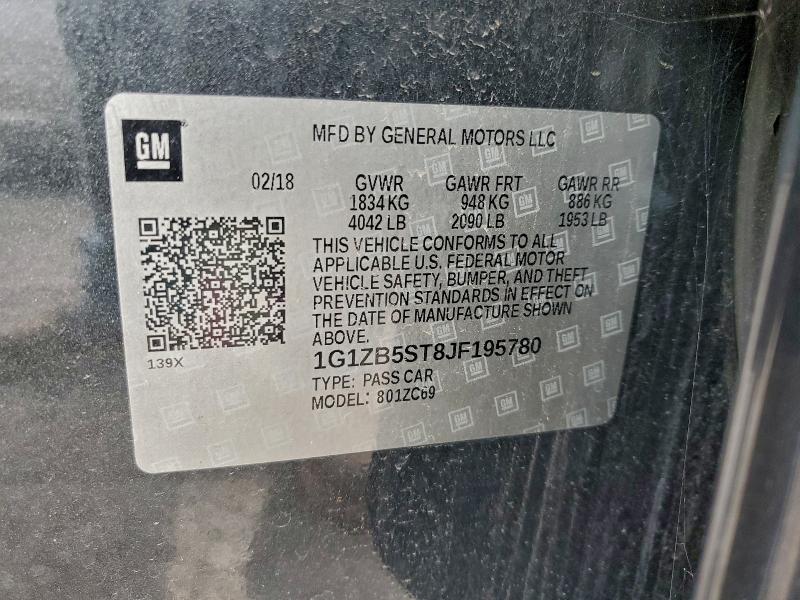 GM
MFD BY GENERAL MOTORS LLC
02/18 GVWR GAWR FRT GAWR RR
1834 KG 948 KG 886 KG
4042 LB 2090 LB 1953 LB
THIS VEHICLE CONFORMS TO ALL
APPLICABLE U.S. FEDERAL MOTOR
VEHICLE SAFETY, BUMPER, AND THEFT
PREVENTION STANDARDS IN EFFECT ON
THE DATE OF MANUFACTURE SHOWN
ABOVE.
139X
1G1ZB5ST8JF195780
TYPE: PASS CAR
MODEL: 801ZC69